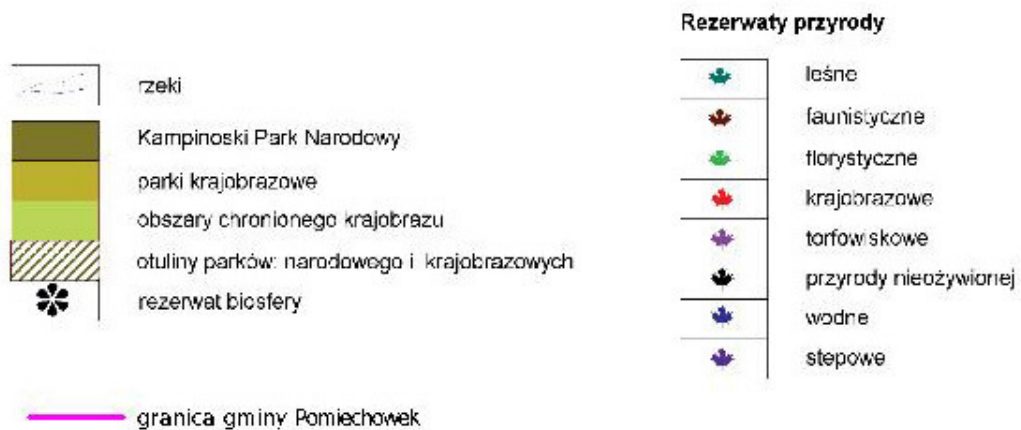 Rezerwaty przyrody
rzeki
Kampinoski Park Narodowy
parki krajobrazowe
obszary chronionego krajobrazu
otuliny parków: narodowego i krajobrazowych
rezerwat biosfery
granica gminy Pomiechowek
leśne
faunistyczne
florystyczne
krajobrazowe
torfowiskowe
przyrody nieożywionej
wodne
stepowe